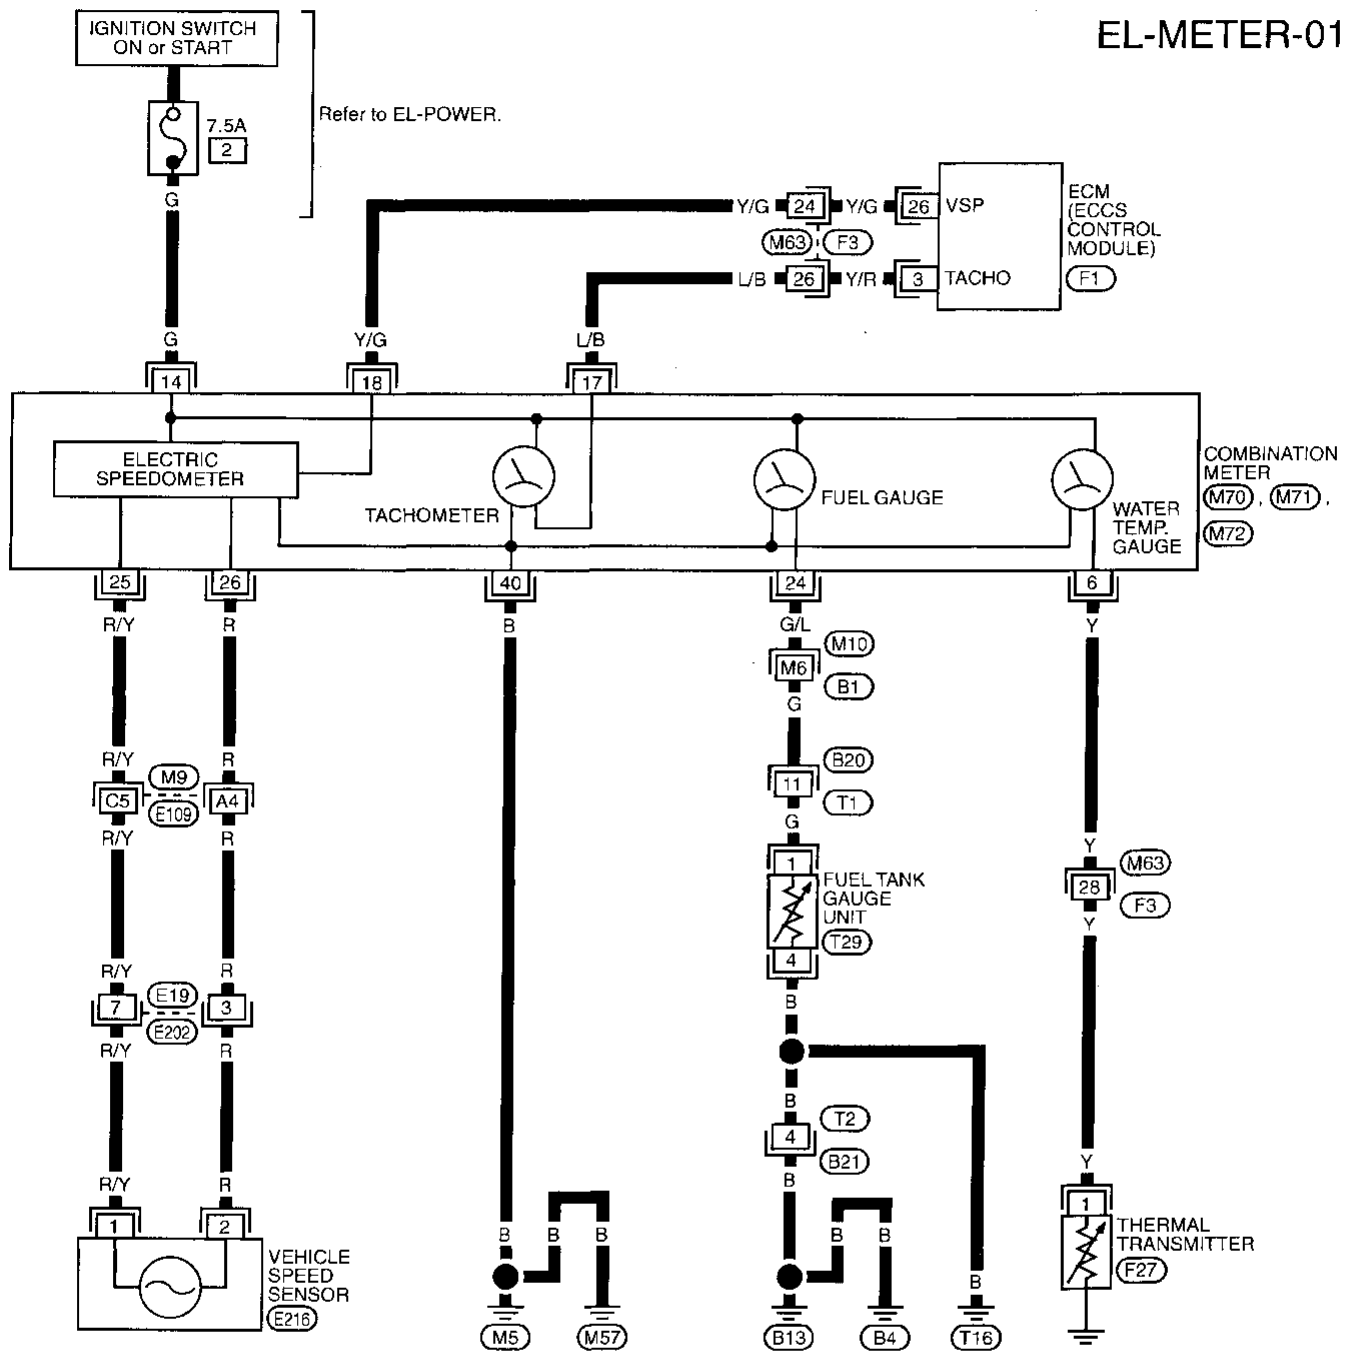 EL-METER-01
IGNITION SWITCH
ON or START
Refer to EL-POWER.
7.5A
2
G
Y/G
24
Y/G
26
VSP
ECM
(ECCS
CONTROL
MODULE)
M63
F3
F1
L/B
26
Y/R
3
TACHO
G
Y/G
L/B
14
18
17
ELECTRIC
SPEEDOMETER
TACHOMETER
FUEL GAUGE
WATER
TEMP.
GAUGE
COMBINATION
METER
M70 , M71 ,
M72
25
26
40
24
6
R/Y
R
B
G/L
Y
M10
M6
B1
G
R/Y
R
M9
C5
A4
E109
R/Y
R
B20
11
T1
G
1
FUEL TANK
GAUGE
UNIT
T29
4
B
Y
M63
28
F3
Y
R/Y
R
E19
7
3
E202
R/Y
R
B
T2
4
B21
B
R/Y
R
1
2
VEHICLE
SPEED
SENSOR
E216
B
B
B
M5
M57
B
B
B
B13
B4
T16
Y
1
THERMAL
TRANSMITTER
F27